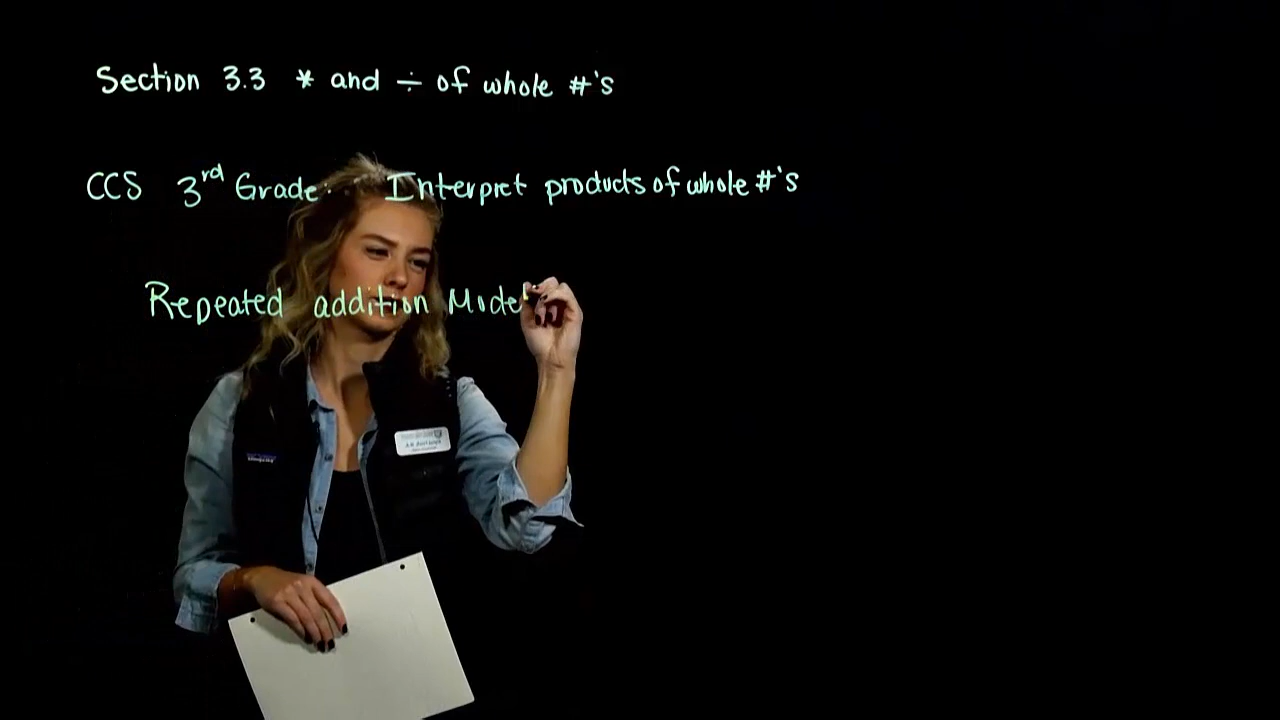 Section 3.3 * and ÷ of whole #'s
CCS 3rd Grade: Interpret products of whole #'s
Repeated addition Model